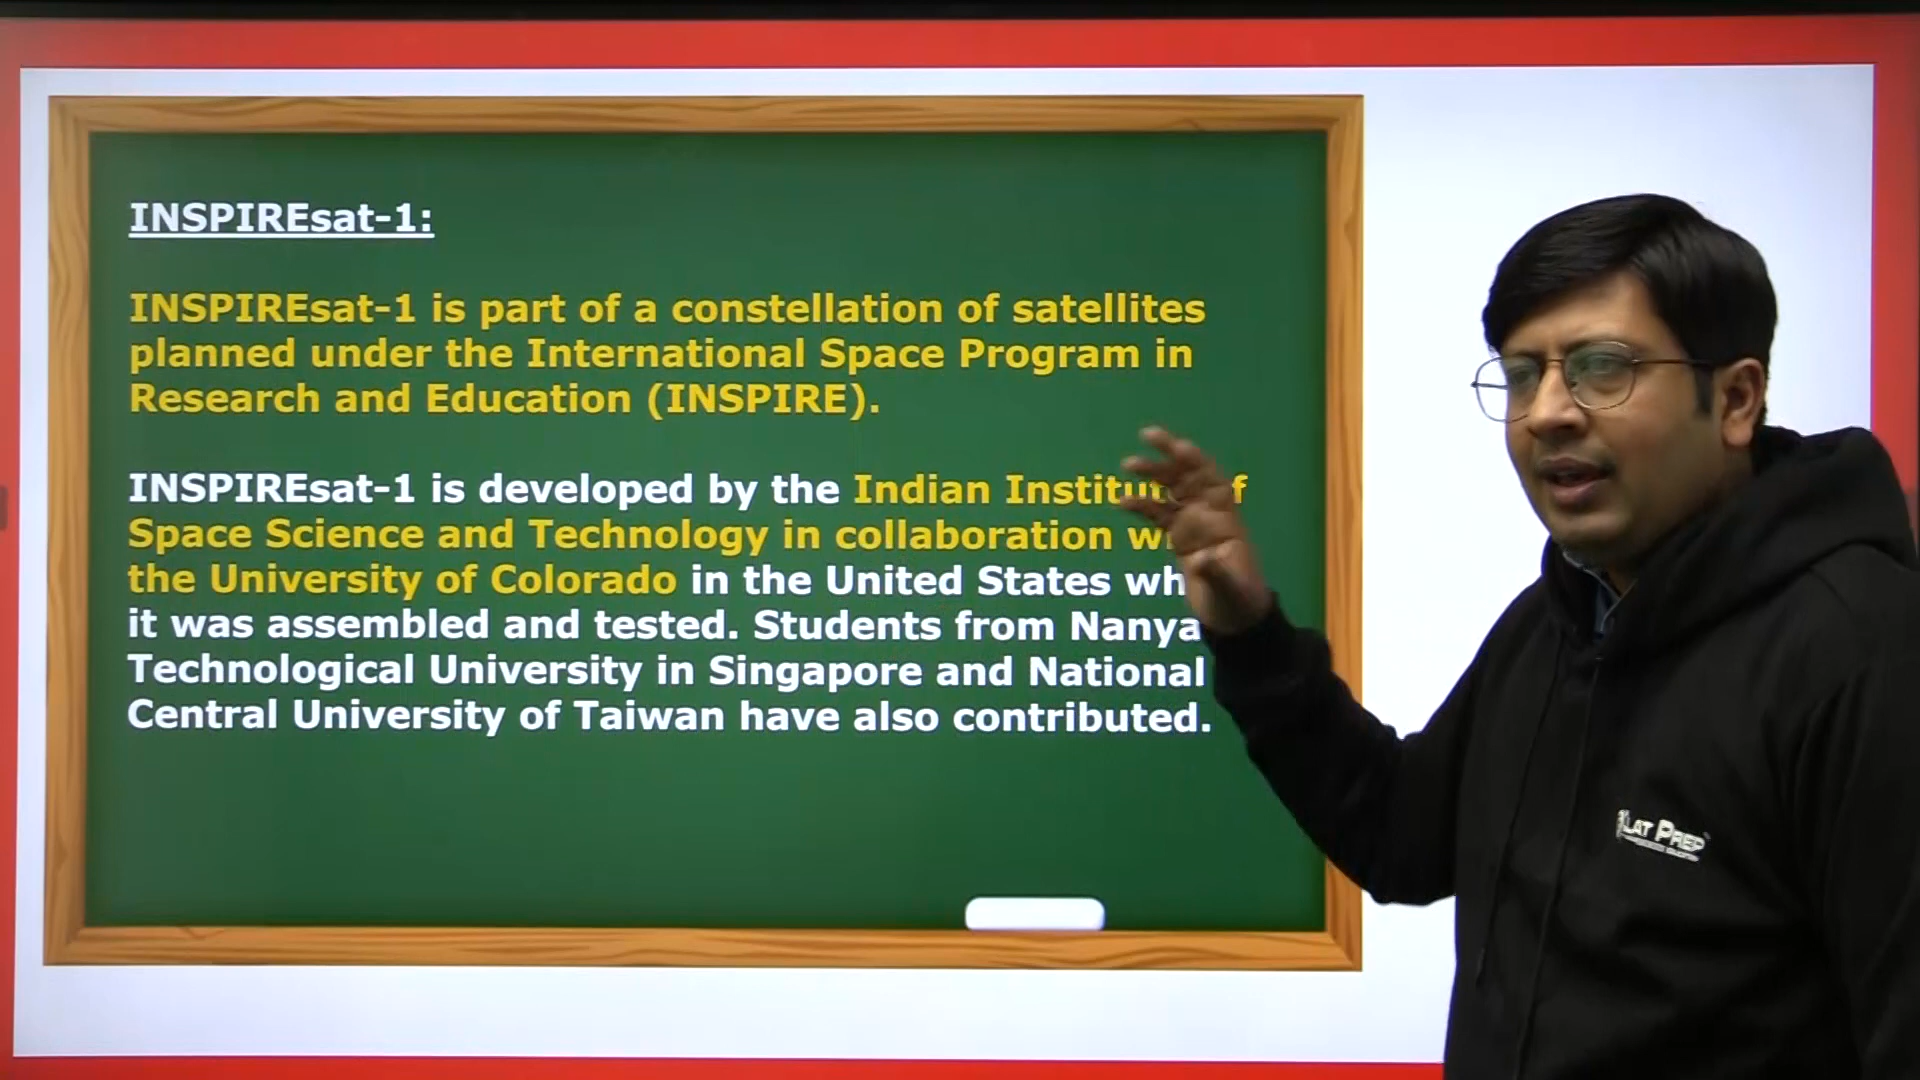 INSPIREsat-1:
INSPIREsat-1 is part of a constellation of satellites
planned under the International Space Program in
Research and Education (INSPIRE).
INSPIREsat-1 is developed by the Indian
Space Science and Technology in collaboration
the University of Colorado in the United States
it was assembled and tested. Students from
Technological University in Singapore and National
Central University of Taiwan have also contributed.
LAT PREP